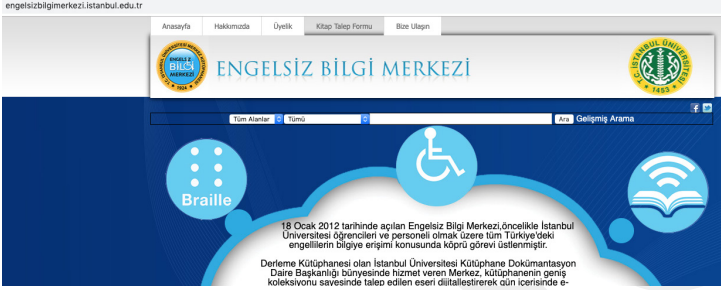 engelsizbilgimerkezi.istanbul.edu.tr
Anasayfa Hakkımızda Üyelik Kitap Talep Formu Bize Ulaşın
ENGELSİZ BİLGİ MERKEZİ
ENGELSİZ
BİLGİ
MERKEZİ
1924
T.C. İSTANBUL ÜNİVERSİTESİ
1453
Tüm Alanlar Tümü Ara Gelişmiş Arama
Braille
18 Ocak 2012 tarihinde açılan Engelsiz Bilgi Merkezi,öncelikle İstanbul
Üniversitesi öğrencileri ve personeli olmak üzere tüm Türkiye'deki
engellilerin bilgiye erişimi konusunda köprü görevi üstlenmiştir.
Derleme Kütüphanesi olan İstanbul Üniversitesi Kütüphane Dokümantasyon
Daire Başkanlığı bünyesinde hizmet veren Merkez, kütüphanenin geniş
koleksiyonu sayesinde talep edilen eseri dijitalleştirerek gün içerisinde e-